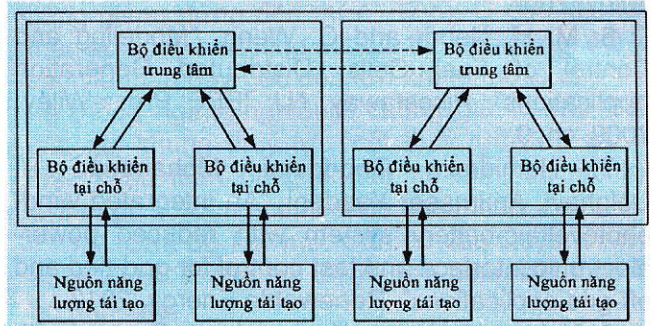 Bộ điều khiển
trung tâm
Bộ điều khiển
trung tâm
Bộ điều khiển
tại chỗ
Bộ điều khiển
tại chỗ
Bộ điều khiển
tại chỗ
Bộ điều khiển
tại chỗ
Nguồn năng
lượng tái tạo
Nguồn năng
lượng tái tạo
Nguồn năng
lượng tái tạo
Nguồn năng
lượng tái tạo